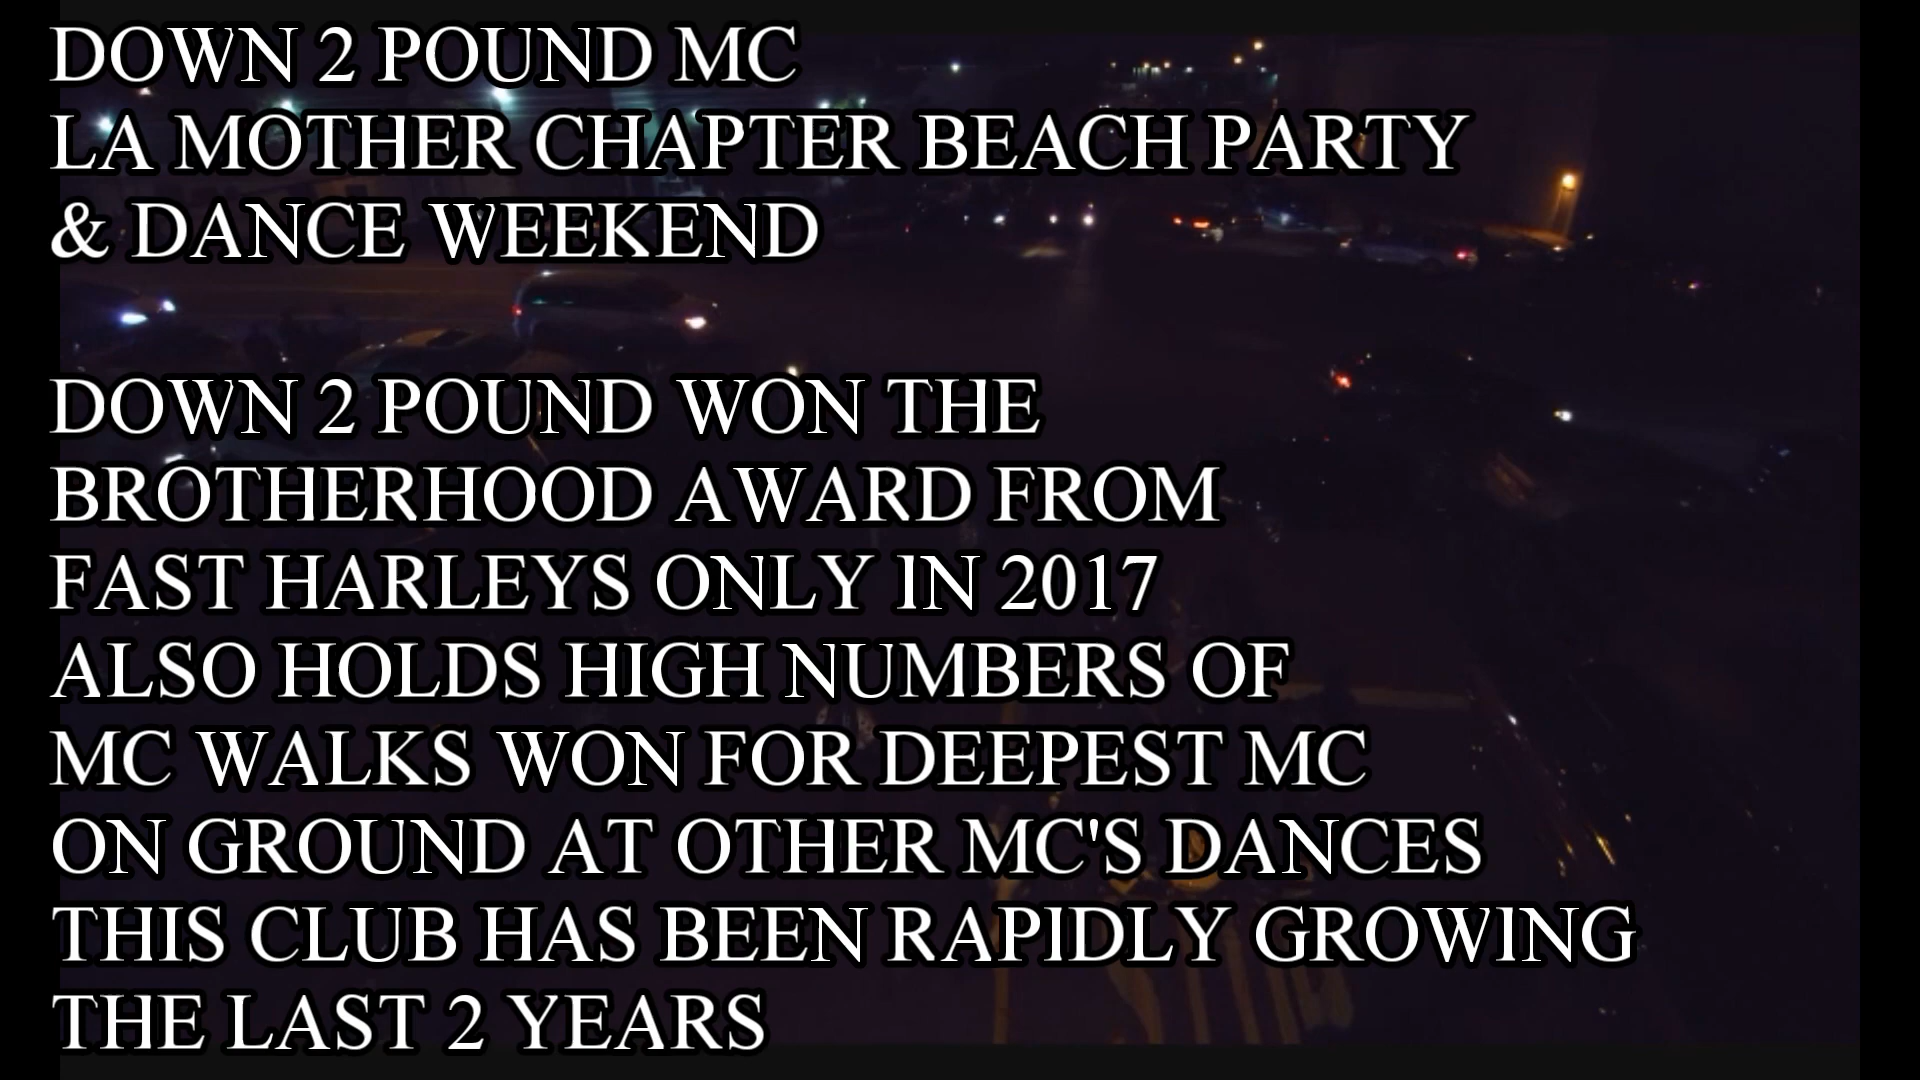 DOWN 2 POUND MC
LA MOTHER CHAPTER BEACH PARTY
& DANCE WEEKEND
DOWN 2 POUND WON THE
BROTHERHOOD AWARD FROM
FAST HARLEYS ONLY IN 2017
ALSO HOLDS HIGH NUMBERS OF
MC WALKS WON FOR DEEPEST MC
ON GROUND AT OTHER MC'S DANCES
THIS CLUB HAS BEEN RAPIDLY GROWING
THE LAST 2 YEARS